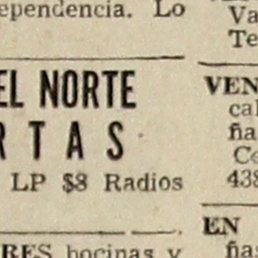 ependencia. Lo
EL NORTE
RTAS
LP $8 Radios
RES bocinas y
Va
Te
VEN
cal
ña
Co
438
EN
ñas